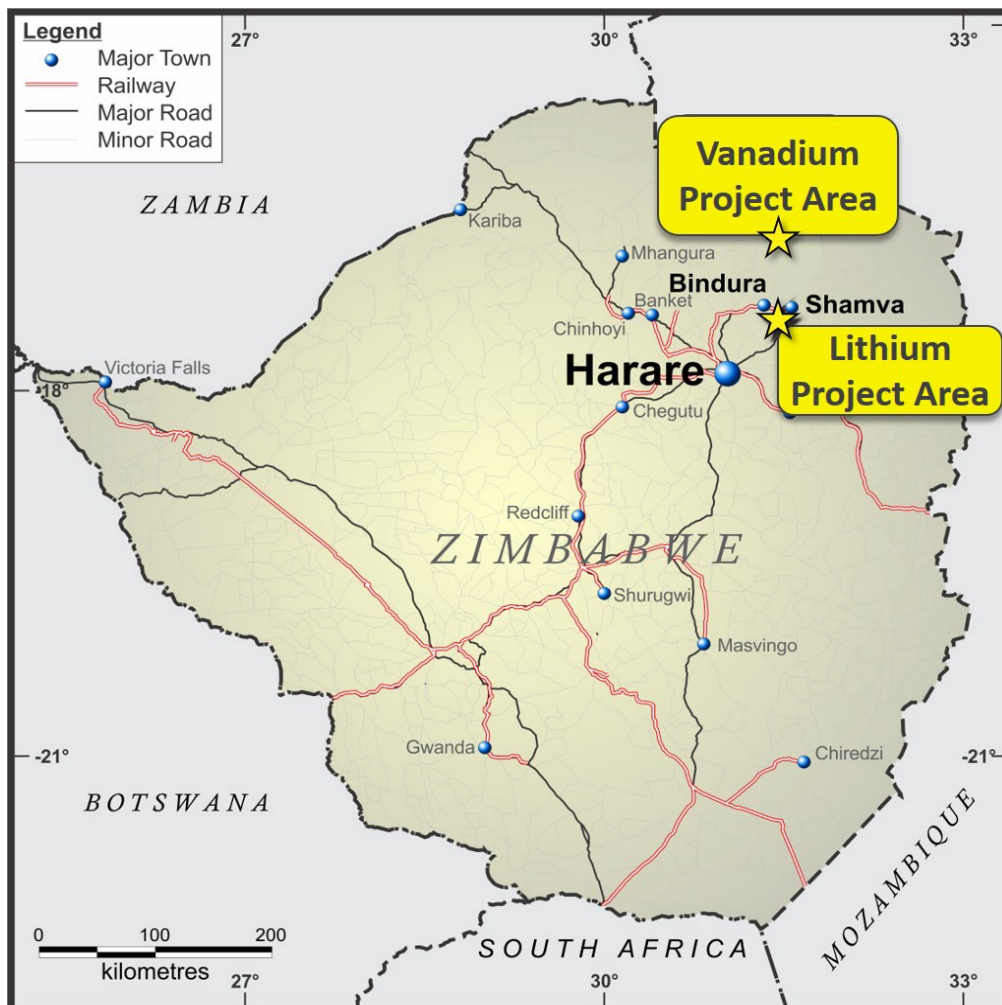 27°
30°
33°
Legend
Major Town
Railway
Major Road
Minor Road
Vanadium
Project Area
ZAMBIA
Kariba
Mhangura
Bindura
Shamva
Banket
Chinhoyi
Lithium
Project Area
Harare
Victoria Falls
-18°
Chegutu
Redcliff
ZIMBABWE
Shurugwi
Masvingo
Gwanda
Chiredzi
-21°
-21°
BOTSWANA
MOZAMBIQUE
0 100 200
kilometres
SOUTH AFRICA
27°
30°
33°